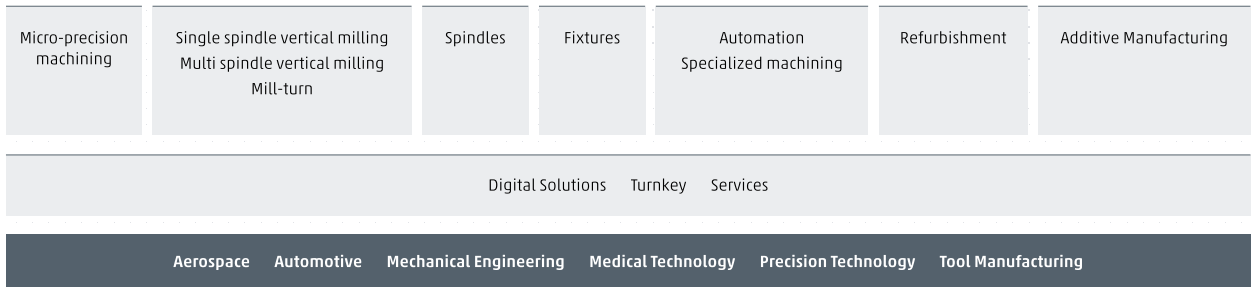 Micro-precision
machining
Single spindle vertical milling
Multi spindle vertical milling
Mill-turn
Spindles
Fixtures
Automation
Specialized machining
Refurbishment
Additive Manufacturing
Digital Solutions Turnkey Services
Aerospace Automotive Mechanical Engineering Medical Technology Precision Technology Tool Manufacturing